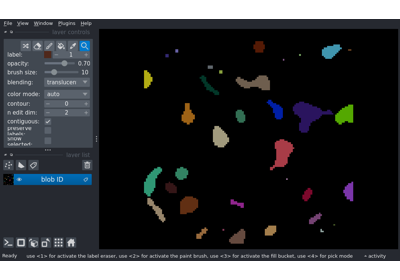 File View Window Plugins Help
layer controls
label: 1
opacity: 0.70
brush size: 10
blending: translucen
color mode: auto
contour: 0
n edit dim: 2
contiguous:
preserve labels:
show selected:
layer list
blob ID
Ready use <1> for activate the label eraser, use <2> for activate the paint brush, use <3> for activate the fill bucket, use <4> for pick mode activity